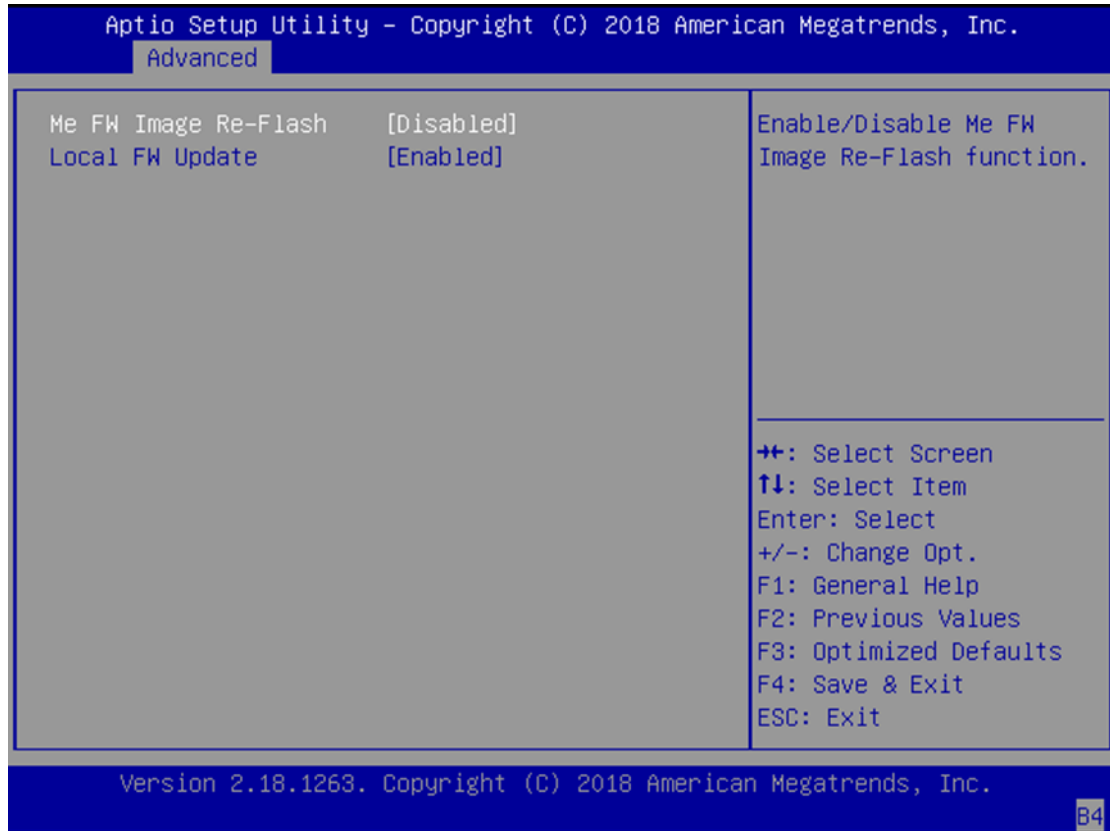 Aptio Setup Utility – Copyright (C) 2018 American Megatrends, Inc.
Advanced
Me FW Image Re-Flash [Disabled]
Local FW Update [Enabled]
Enable/Disable Me FW
Image Re-Flash function.
→←: Select Screen
↑↓: Select Item
Enter: Select
+/-: Change Opt.
F1: General Help
F2: Previous Values
F3: Optimized Defaults
F4: Save & Exit
ESC: Exit
Version 2.18.1263. Copyright (C) 2018 American Megatrends, Inc.
B4